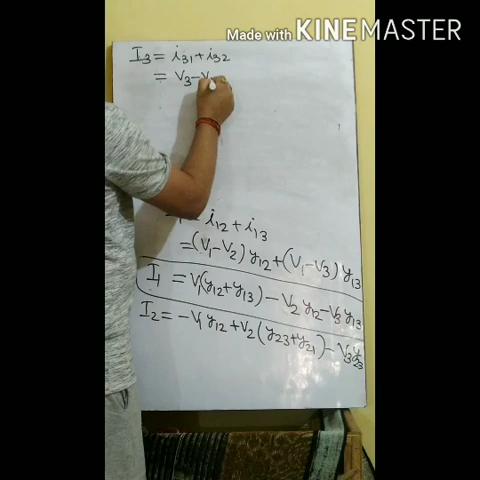 Made with KINEMASTER
I3 = i31 + i32
= V3 - V
= i12 + i13
= (V1 - V2) y12 + (V1 - V3) y13
I1 = V1(y12 + y13) - V2 y12 - V3 y13
I2 = - V1 y12 + V2 (y23 + y21) - V3 y23